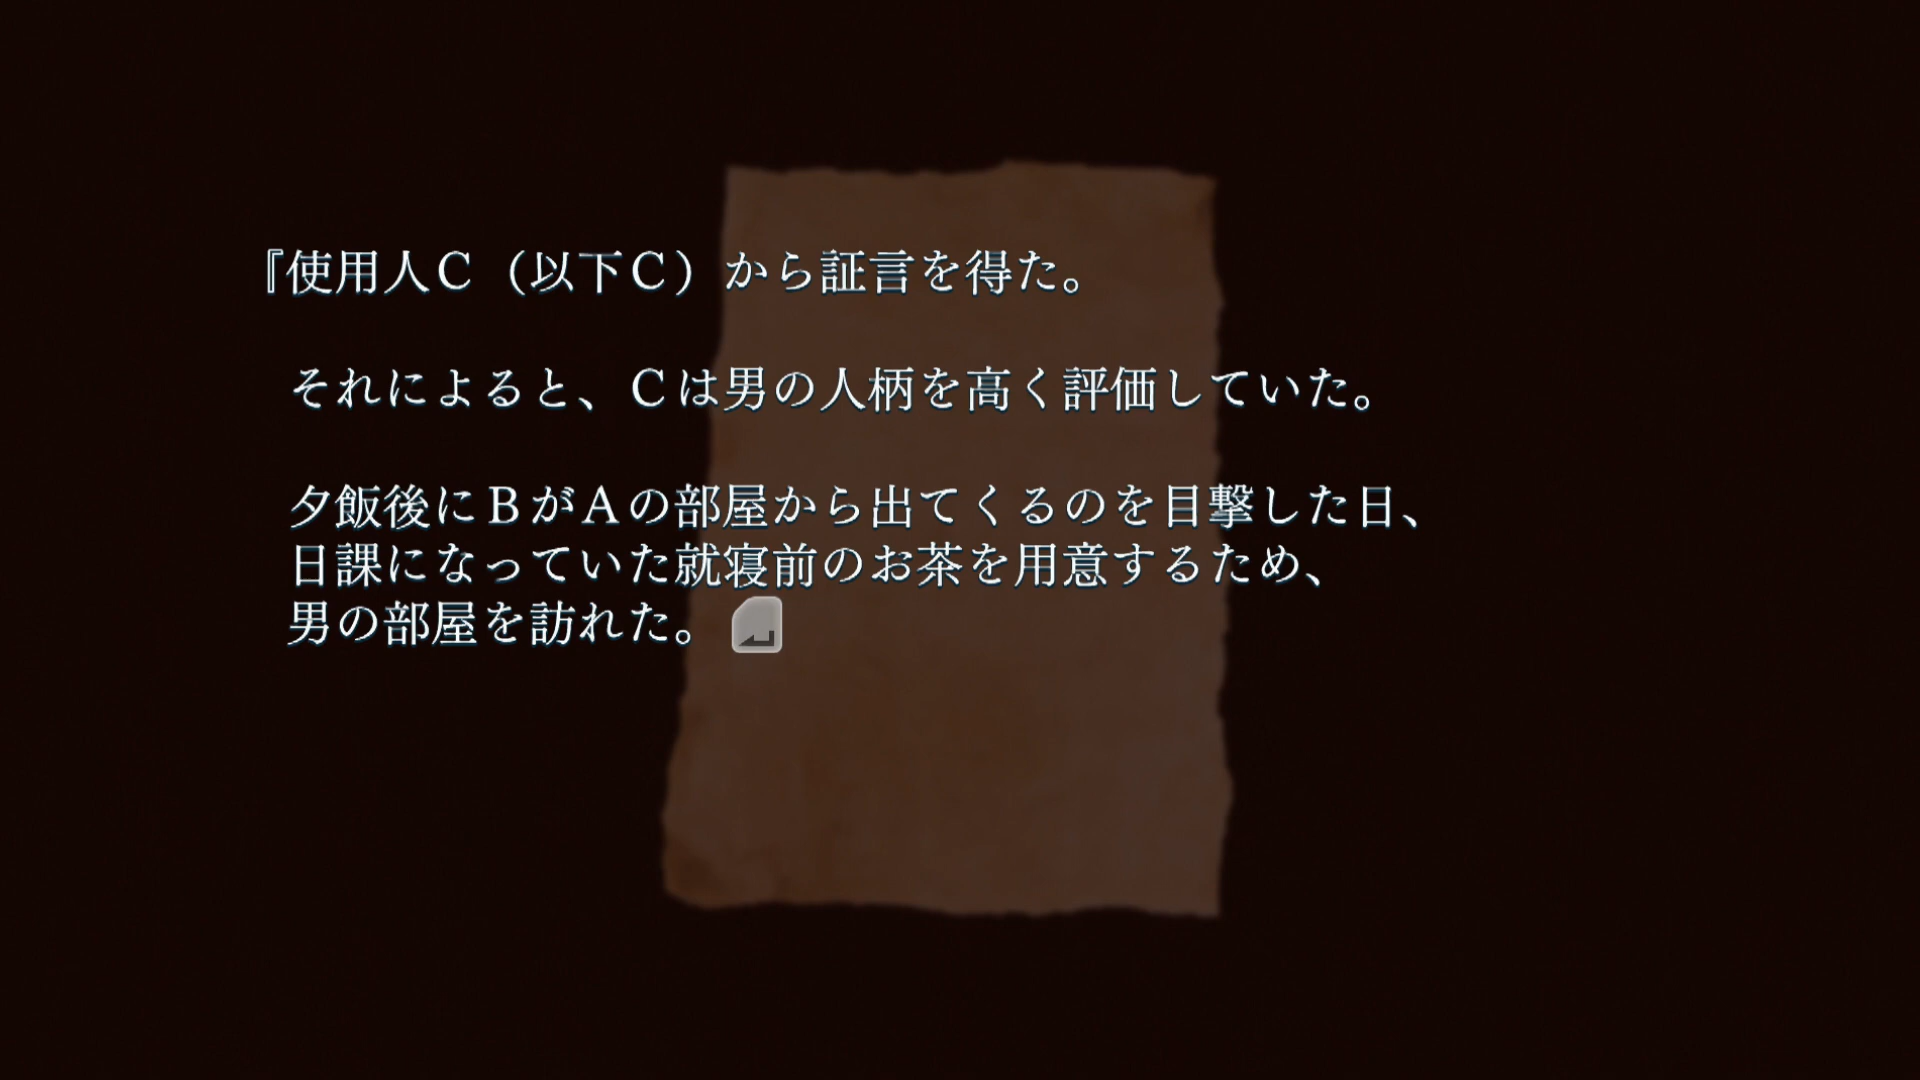 『使用人Ｃ（以下Ｃ）から証言を得た。
それによると、Ｃは男の人柄を高く評価していた。
夕飯後にＢがＡの部屋から出てくるのを目撃した日、
日課になっていた就寝前のお茶を用意するため、
男の部屋を訪れた。